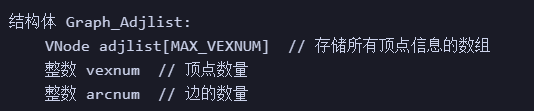 结构体 Graph_Adjlist:
    VNode adjlist[MAX_VEXNUM]  // 存储所有顶点信息的数组
    整数 vexnum  // 顶点数量
    整数 arcnum  // 边的数量